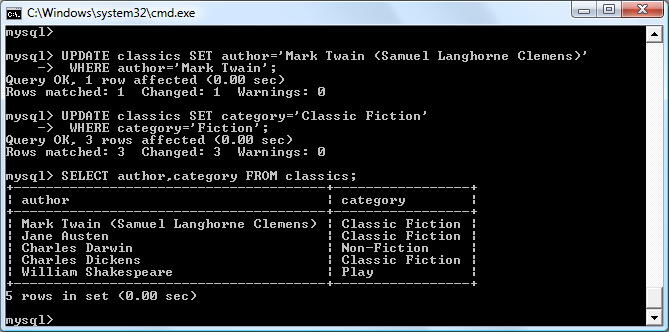 C:\Windows\system32\cmd.exe
mysql>
mysql> UPDATE classics SET author='Mark Twain (Samuel Langhorne Clemens)'
    ->  WHERE author='Mark Twain';
Query OK, 1 row affected (0.00 sec)
Rows matched: 1  Changed: 1  Warnings: 0
mysql> UPDATE classics SET category='Classic Fiction'
    ->  WHERE category='Fiction';
Query OK, 3 rows affected (0.00 sec)
Rows matched: 3  Changed: 3  Warnings: 0
mysql> SELECT author,category FROM classics;
+---------------------------------------+-----------------+
| author                                | category        |
+---------------------------------------+-----------------+
| Mark Twain (Samuel Langhorne Clemens) | Classic Fiction |
| Jane Austen                           | Classic Fiction |
| Charles Darwin                        | Non-Fiction     |
| Charles Dickens                       | Classic Fiction |
| William Shakespeare                   | Play            |
+---------------------------------------+-----------------+
5 rows in set (0.00 sec)
mysql>